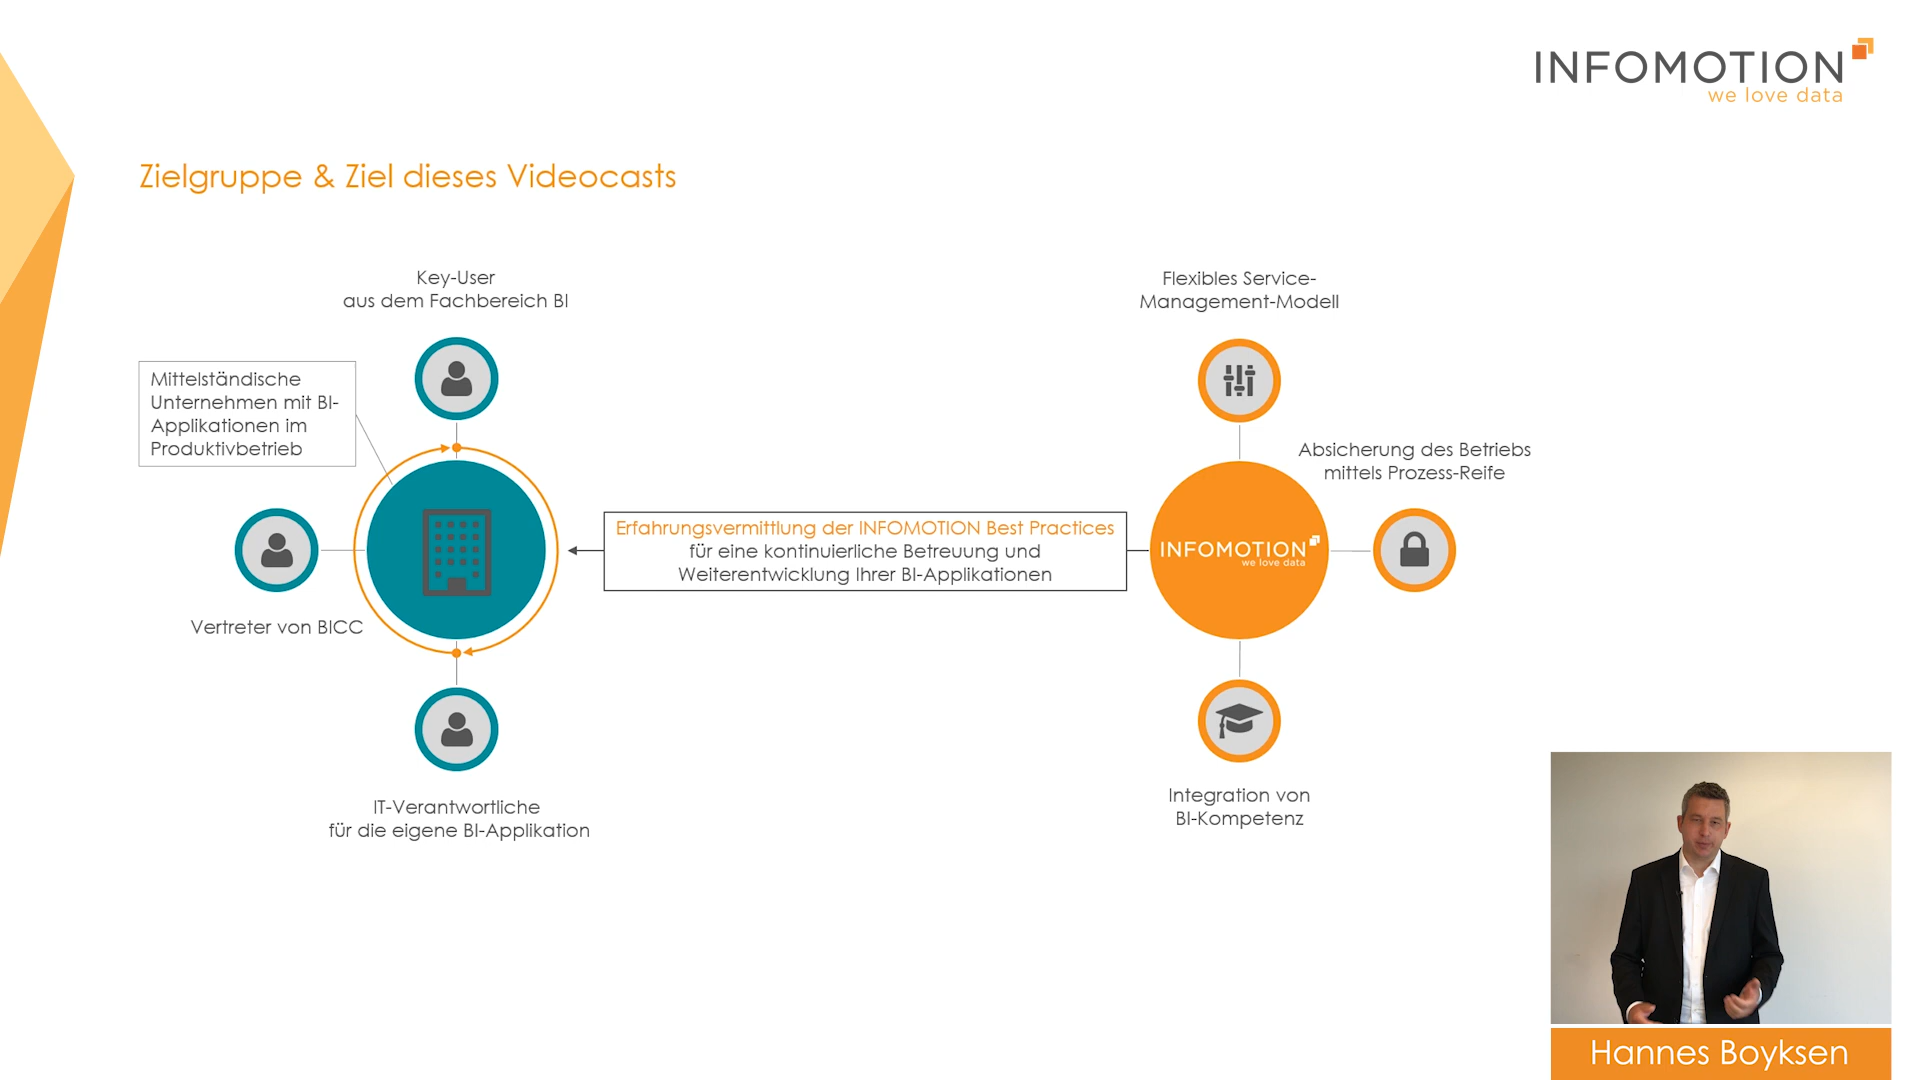 INFOMOTION
we love data
Zielgruppe & Ziel dieses Videocasts
Key-User
aus dem Fachbereich BI
Mittelständische
Unternehmen mit BI-
Applikationen im
Produktivbetrieb
Vertreter von BICC
IT-Verantwortliche
für die eigene BI-Applikation
Erfahrungsvermittlung der INFOMOTION Best Practices
für eine kontinuierliche Betreuung und
Weiterentwicklung Ihrer BI-Applikationen
Flexibles Service-
Management-Modell
INFOMOTION
we love data
Absicherung des Betriebs
mittels Prozess-Reife
Integration von
BI-Kompetenz
Hannes Boyksen